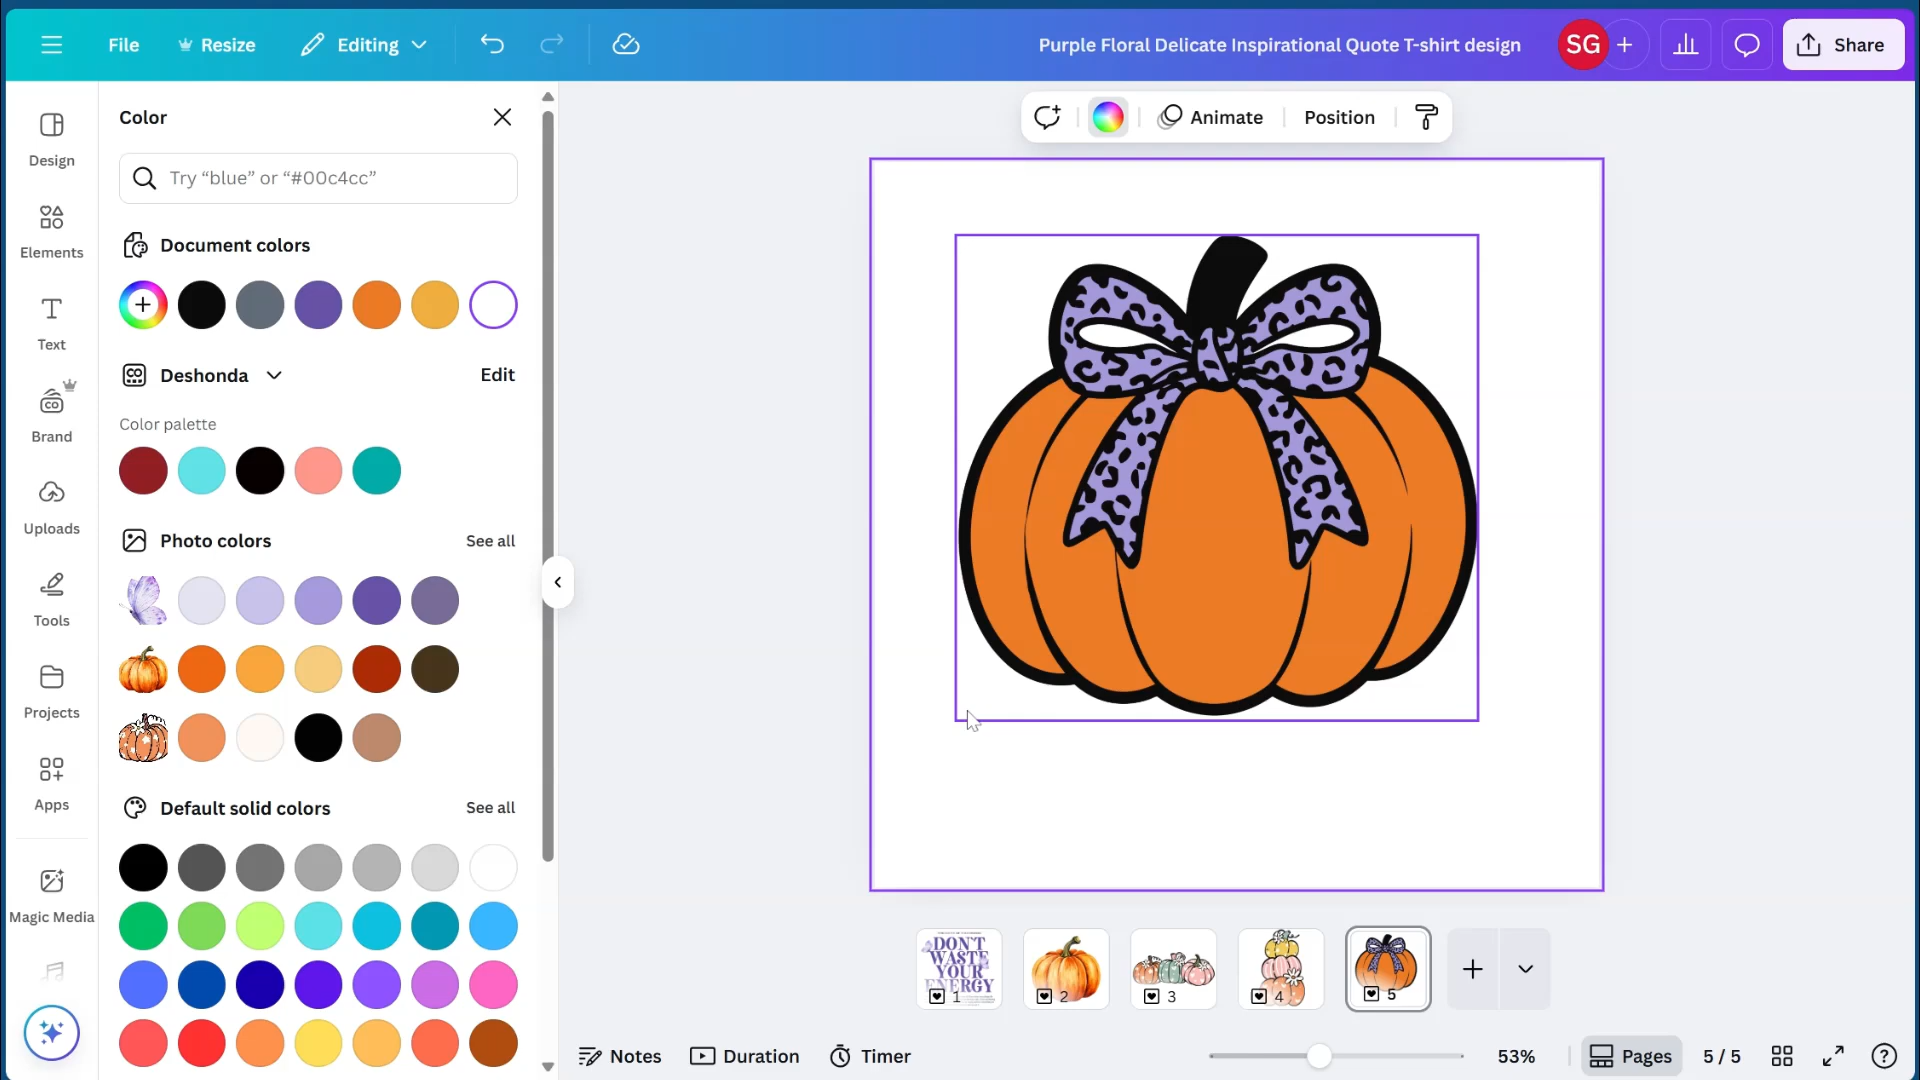 File
Resize
Editing
Purple Floral Delicate Inspirational Quote T-shirt design
SG
Share
Design
Elements
Text
Brand
Uploads
Tools
Projects
Apps
Magic Media
Color
Try “blue” or “#00c4cc”
Document colors
Deshonda
Edit
Color palette
Photo colors
See all
Default solid colors
See all
Animate
Position
DON'T
WASTE
YOUR
ENERGY
1
2
3
4
5
Notes
Duration
Timer
53%
Pages
5 / 5